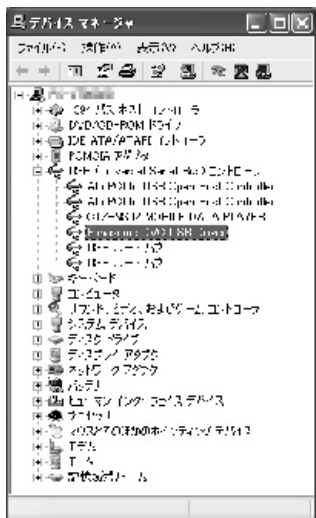 デバイス マネージャ
ファイル(F) 操作(A) 表示(V) ヘルプ(H)
DVD/CD-ROM ドライブ
IDE ATA/ATAPI コントローラ
PCMCIA アダプタ
USB (Universal Serial Bus) コントローラ
ALi PCI to USB Open Host Controller
ALi PCI to USB Open Host Controller
MOBILE DATA PLAYER
Panasonic DVC USB Driver
USB ルート ハブ
USB ルート ハブ
キーボード
コンピュータ
サウンド、ビデオ、およびゲーム コントローラ
システム デバイス
ディスク ドライブ
ディスプレイ アダプタ
ネットワーク アダプタ
バッテリ
ヒューマン インターフェイス デバイス
プロセッサ
マウスとそのほかのポインティング デバイス
モデム
モニタ
記憶域ボリューム